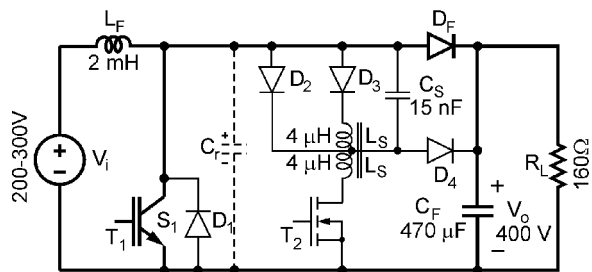 L_F
2 mH
D_F
D_2
D_3
C_S
15 nF
200-300V
V_i
C_r
4 μH
L_S
4 μH
L_S
D_4
R_L
160Ω
S_1
T_1
D_1
T_2
C_F
470 μF
V_o
400 V